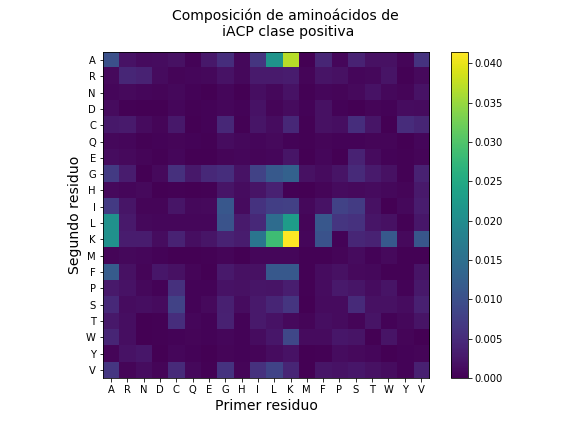 Composición de aminoácidos de
iACP clase positiva
Segundo residuo
A
R
N
D
C
Q
E
G
H
I
L
K
M
F
P
S
T
W
Y
V
A R N D C Q E G H I L K M F P S T W Y V
Primer residuo
0.040
0.035
0.030
0.025
0.020
0.015
0.010
0.005
0.000